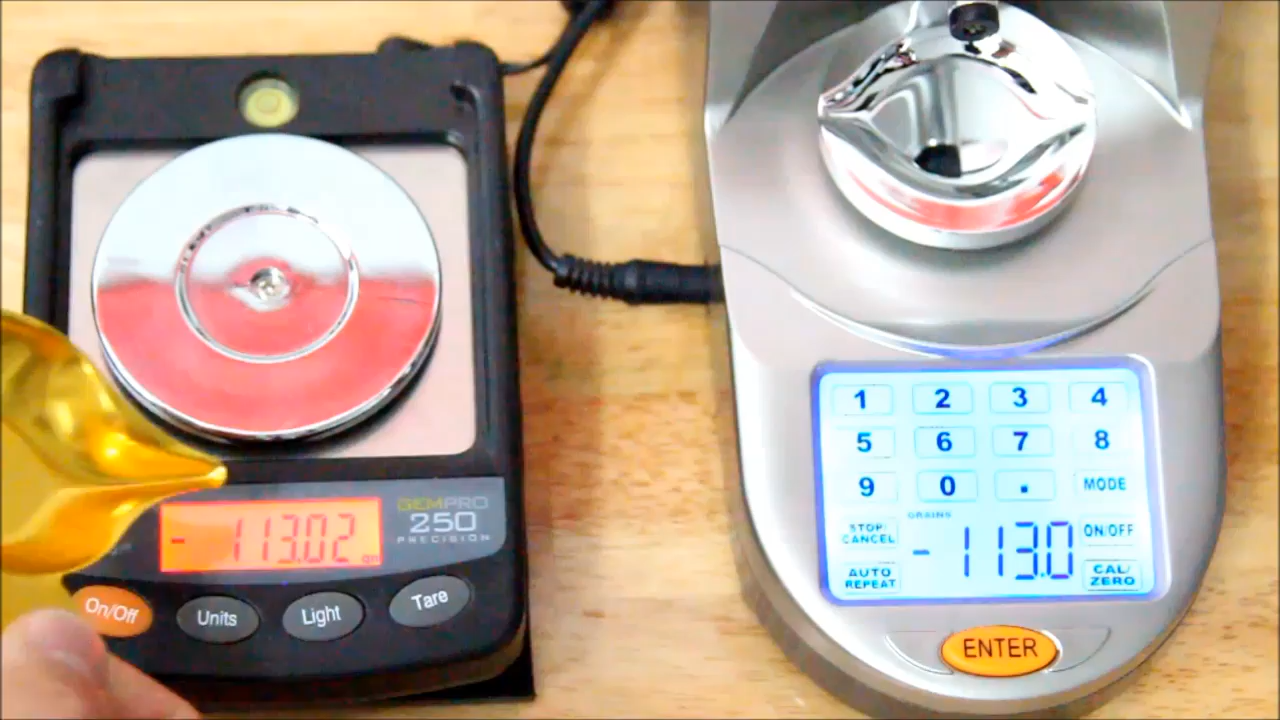 GEMPRO
250
PRECISION
- 113.02 gn
On/Off
Units
Light
Tare
1 2 3 4
5 6 7 8
9 0 . MODE
GRAINS
STOP/
CANCEL
-113.0
ON/OFF
AUTO
REPEAT
CAL/
ZERO
ENTER